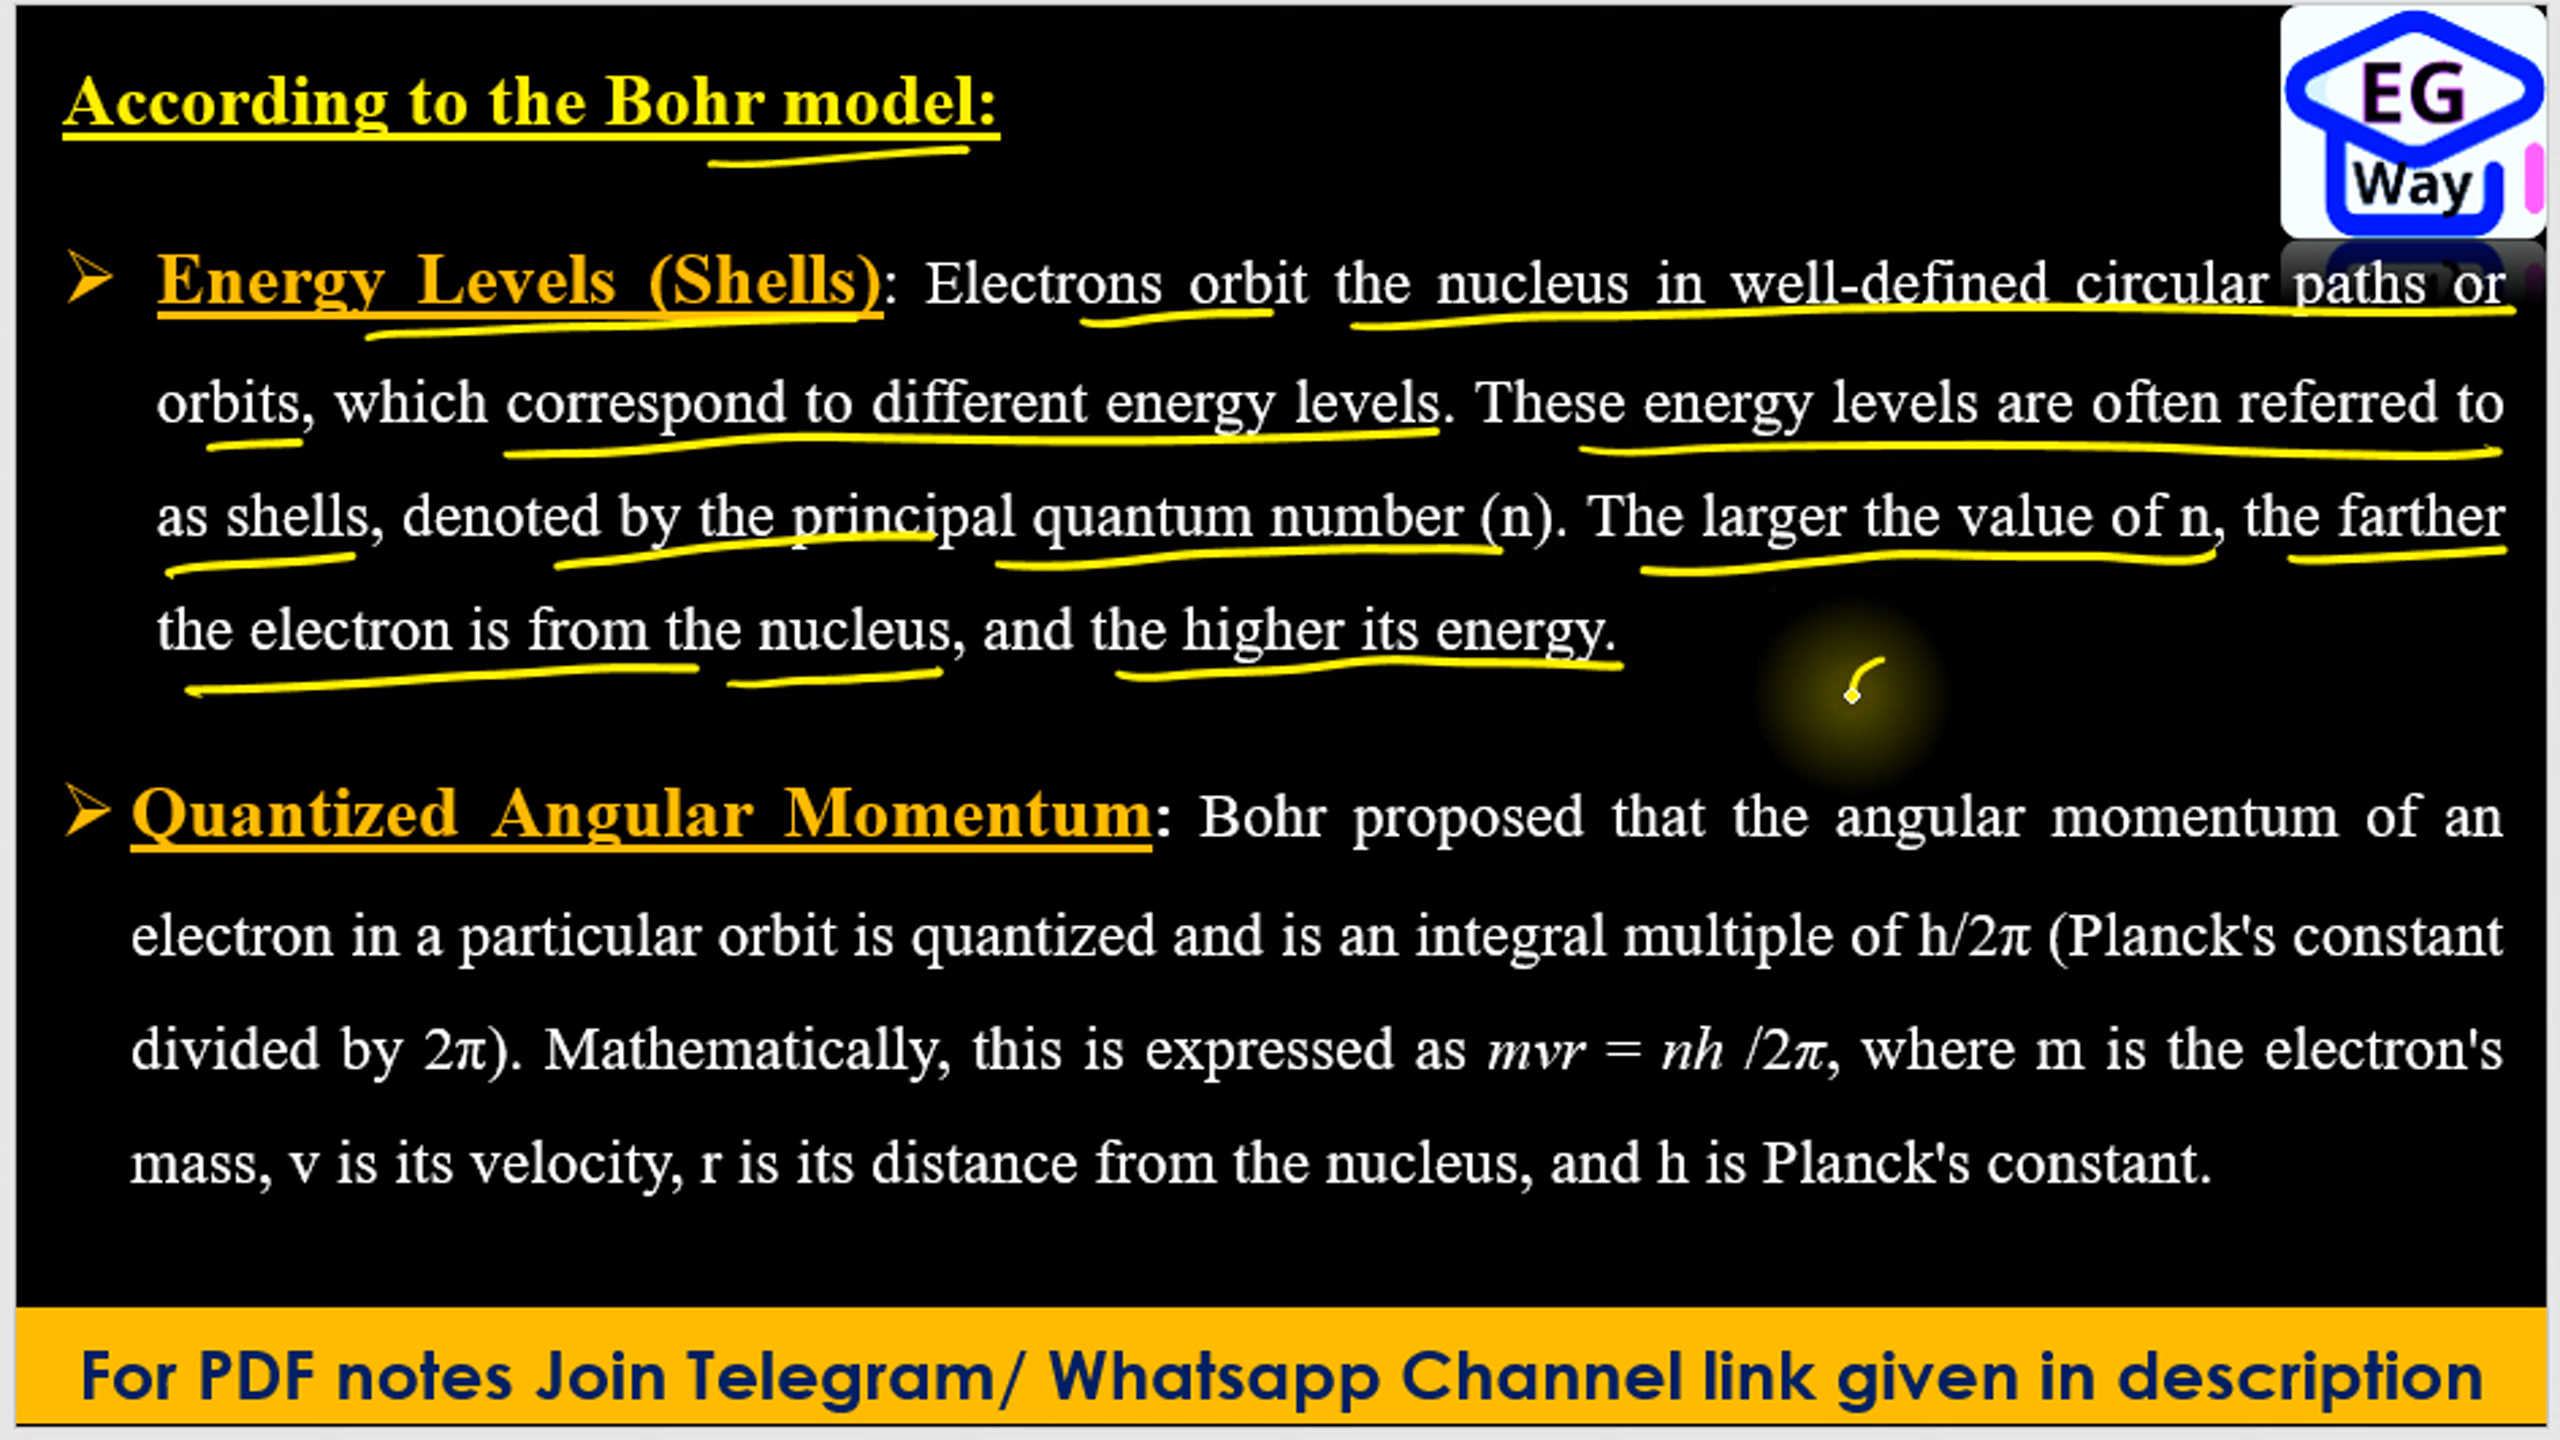 According to the Bohr model:
EG
Way
➢ Energy Levels (Shells): Electrons orbit the nucleus in well-defined circular paths or
orbits, which correspond to different energy levels. These energy levels are often referred to
as shells, denoted by the principal quantum number (n). The larger the value of n, the farther
the electron is from the nucleus, and the higher its energy.
➢ Quantized Angular Momentum: Bohr proposed that the angular momentum of an
electron in a particular orbit is quantized and is an integral multiple of h/2π (Planck's constant
divided by 2π). Mathematically, this is expressed as mvr = nh /2π, where m is the electron's
mass, v is its velocity, r is its distance from the nucleus, and h is Planck's constant.
For PDF notes Join Telegram/ Whatsapp Channel link given in description